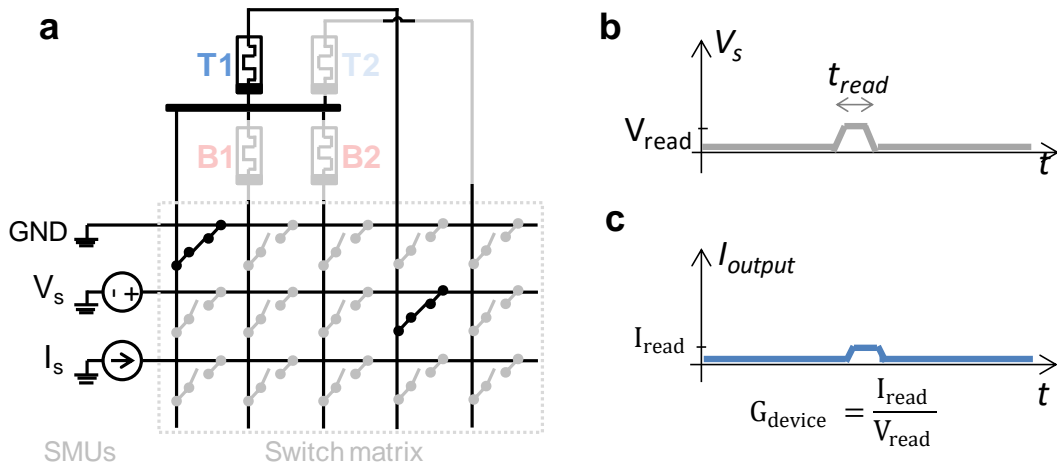 a
T1
T2
B1
B2
GND
Vs
Is
- +
SMUs
Switch matrix
b
Vs
tread
Vread
t
c
Ioutput
Iread
t
Gdevice = Iread / Vread